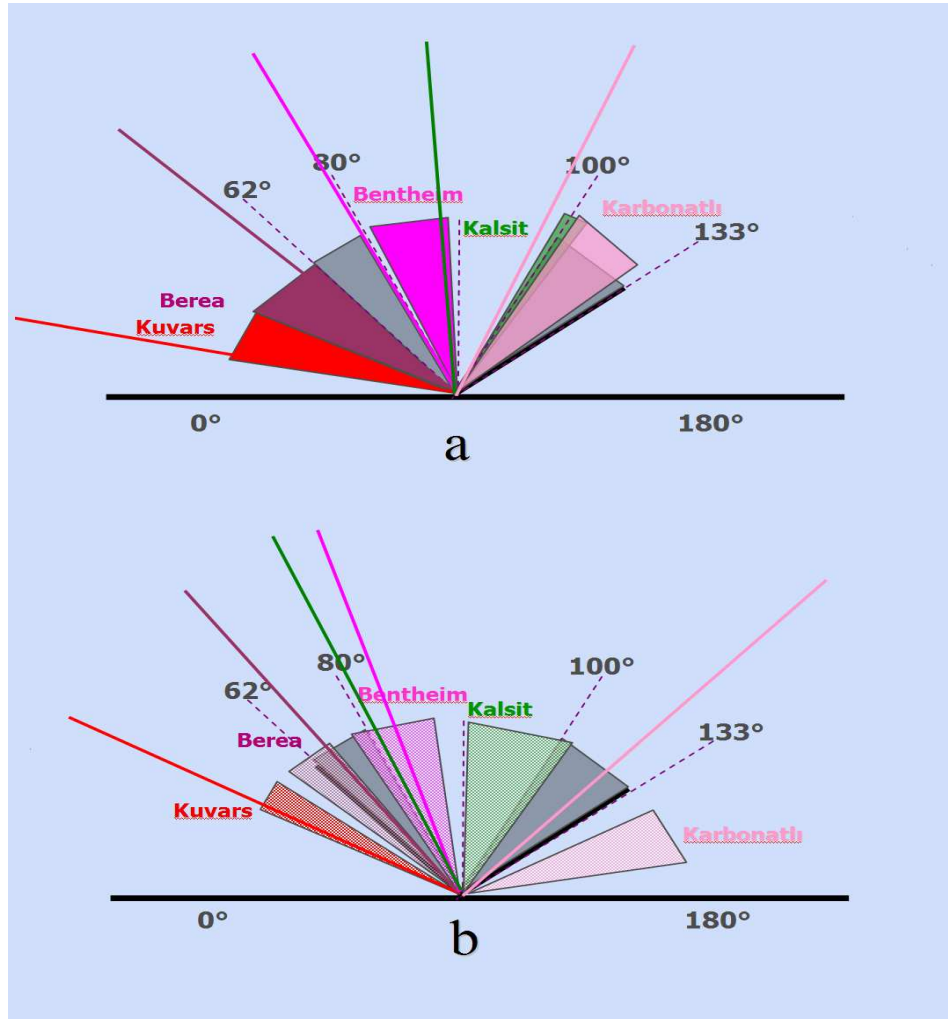 80°
100°
62°
Bentheim
Karbonatlı
Kalsit
133°
Berea
Kuvars
0°
180°
a
80°
100°
62°
Bentheim
Kalsit
133°
Berea
Kuvars
Karbonatlı
0°
180°
b